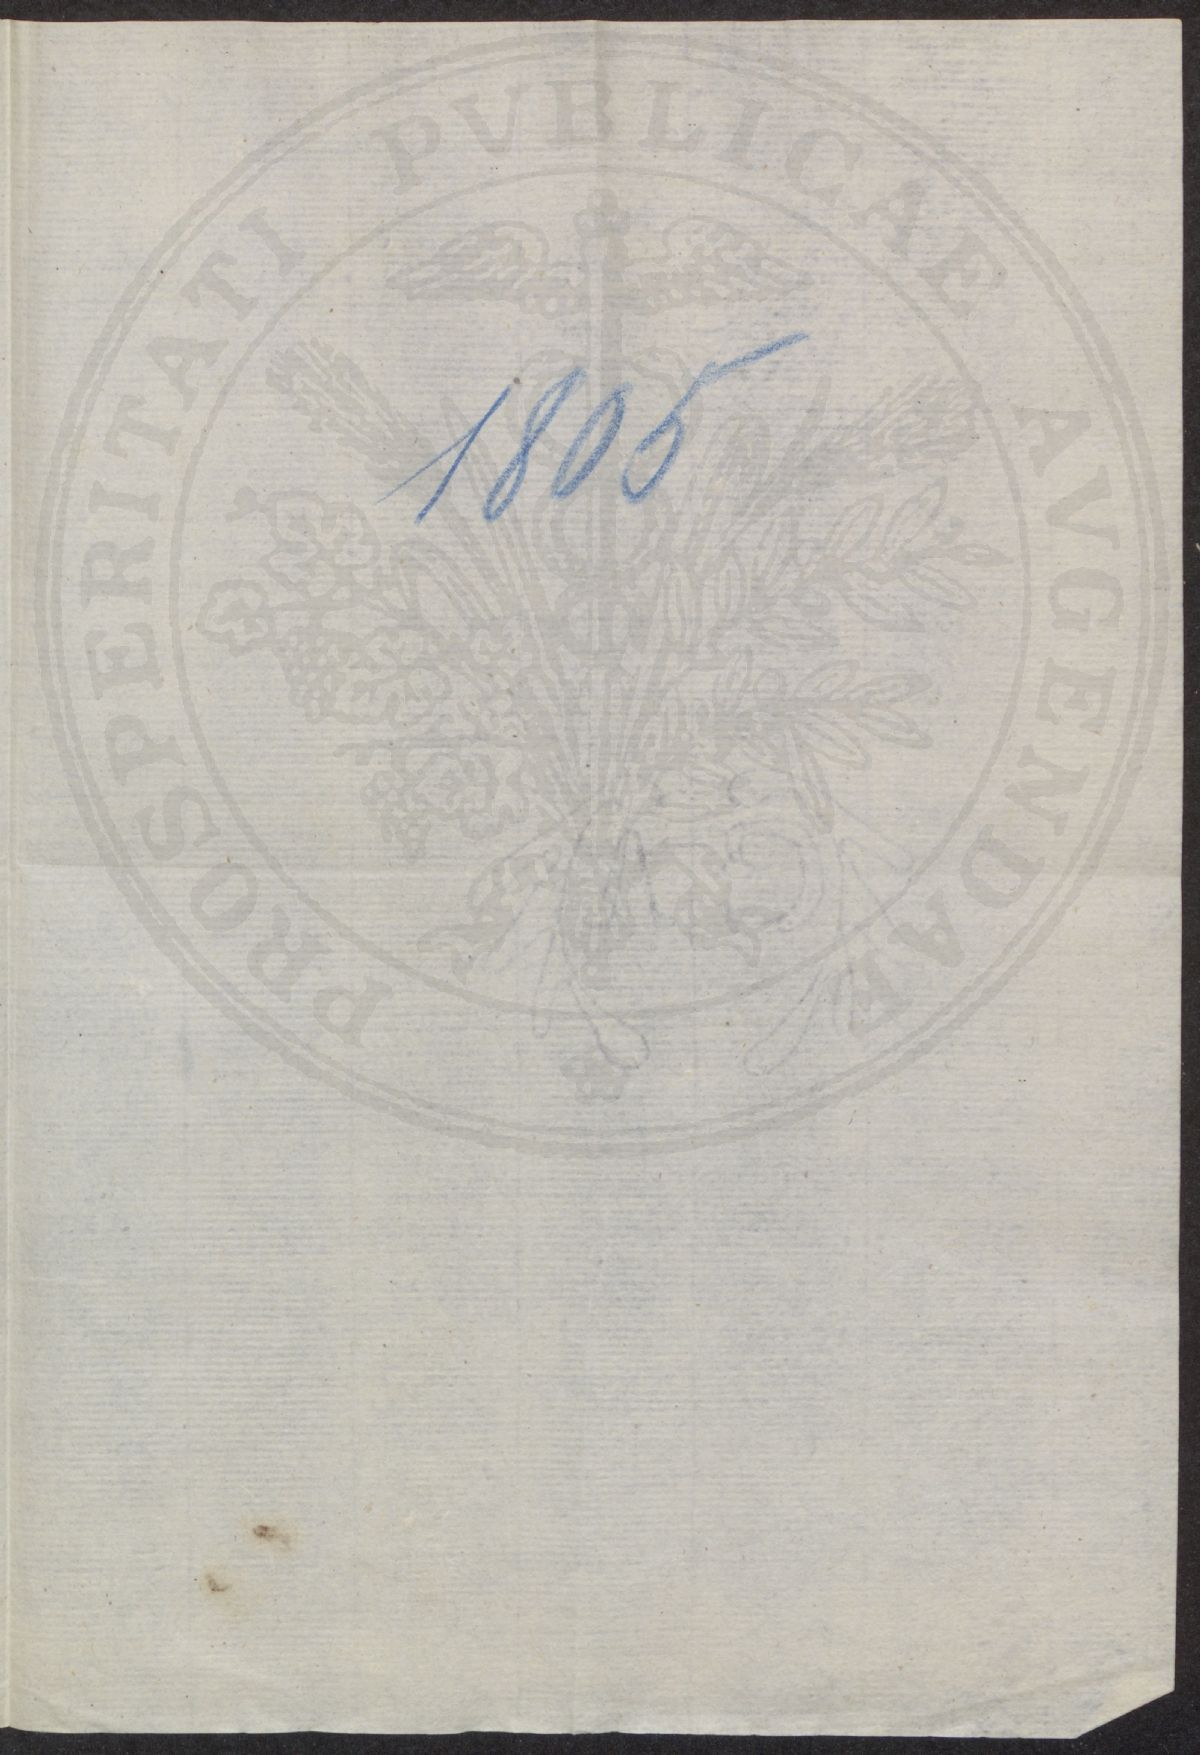 PROSPERITATI PVBLICAE AVGENDAE
1805